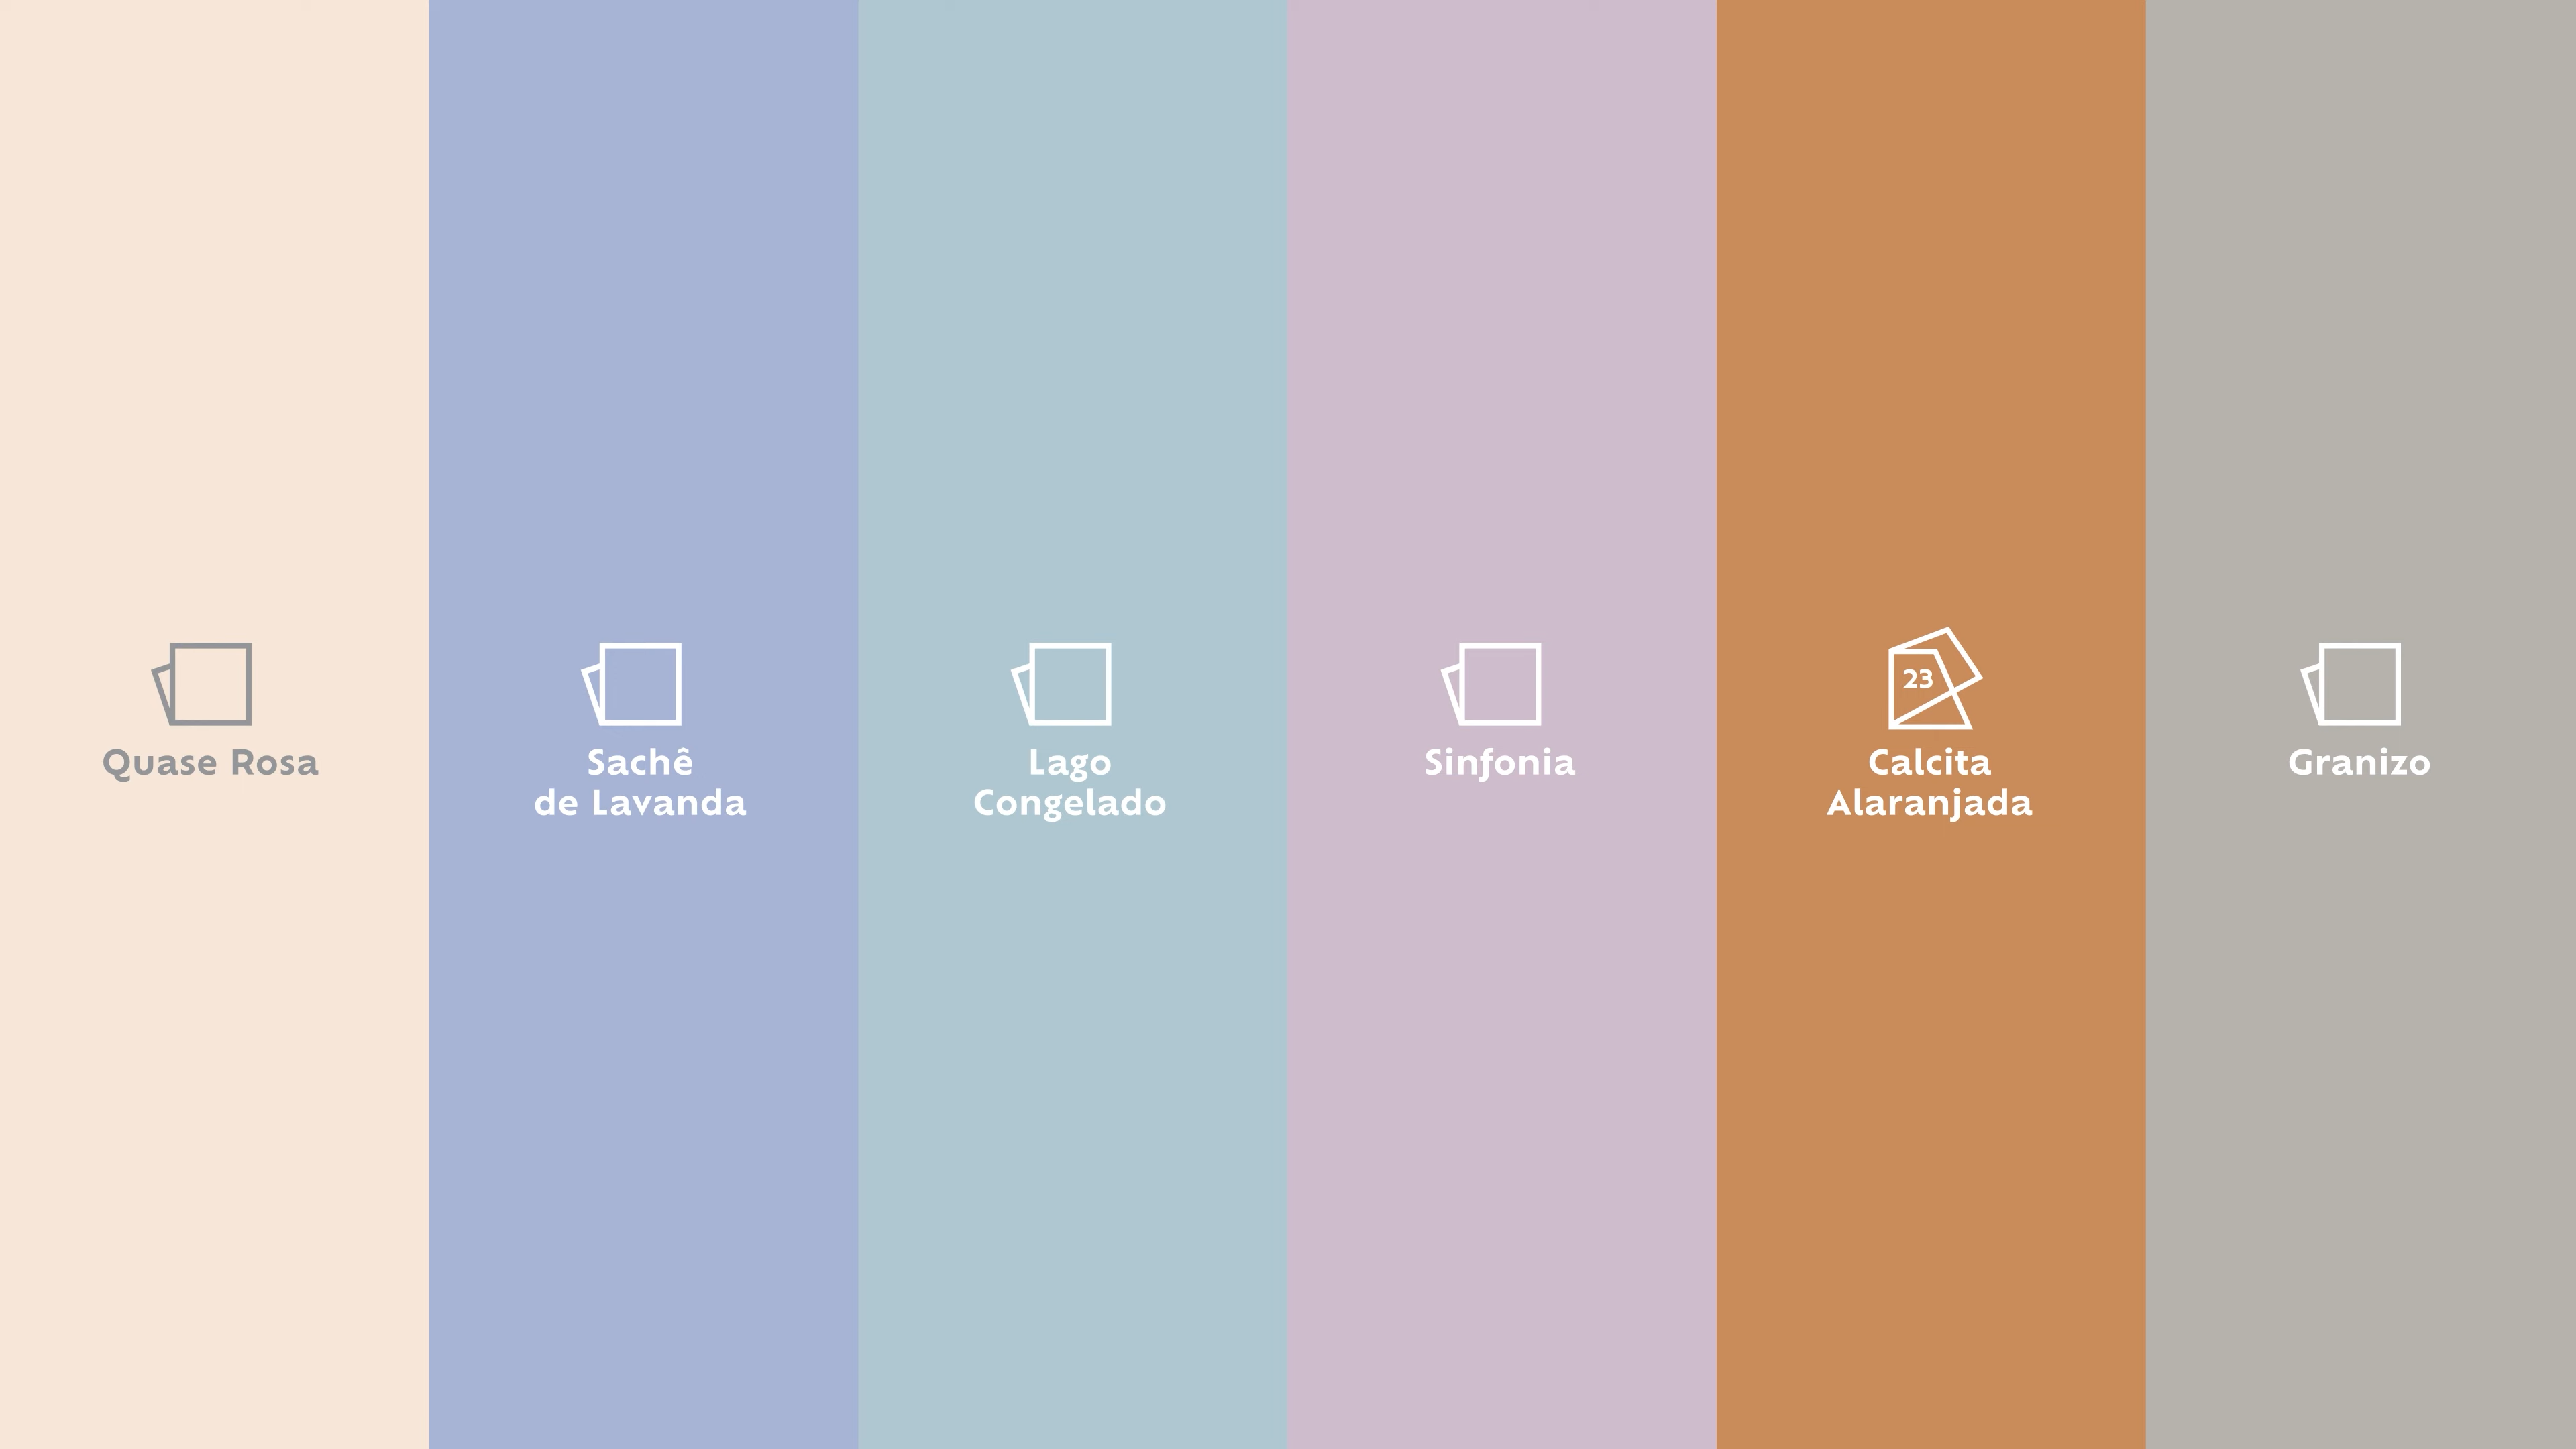 Quase Rosa
Sachê
de Lavanda
Lago
Congelado
Sinfonia
23
Calcita
Alaranjada
Granizo